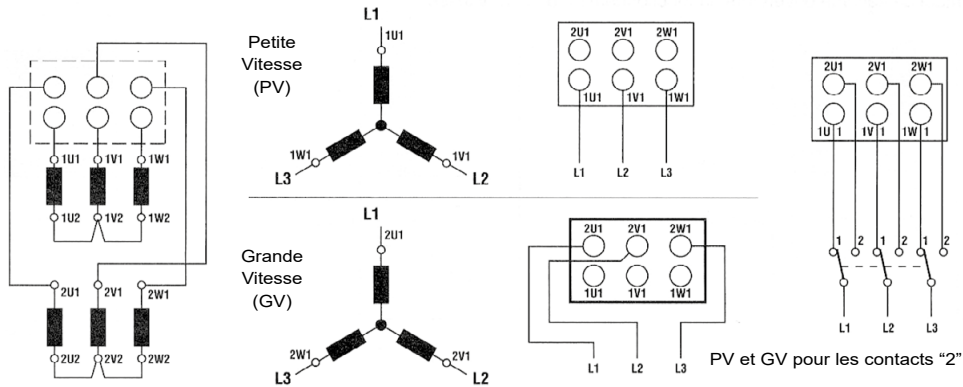 1U1 1V1 1W1
1U2 1V2 1W2
2U1 2V1 2W1
2U2 2V2 2W2
Petite
Vitesse
(PV)
L1
1U1
1W1 1V1
L3 L2
2U1 2V1 2W1
1U1 1V1 1W1
L1 L2 L3
Grande
Vitesse
(GV)
L1
2U1
2W1 2V1
L3 L2
2U1 2V1 2W1
1U1 1V1 1W1
L1 L2 L3
2U1 2V1 2W1
1U 1 1V 1 1W 1
1 2 1 2 1 2
L1 L2 L3
PV et GV pour les contacts “2”